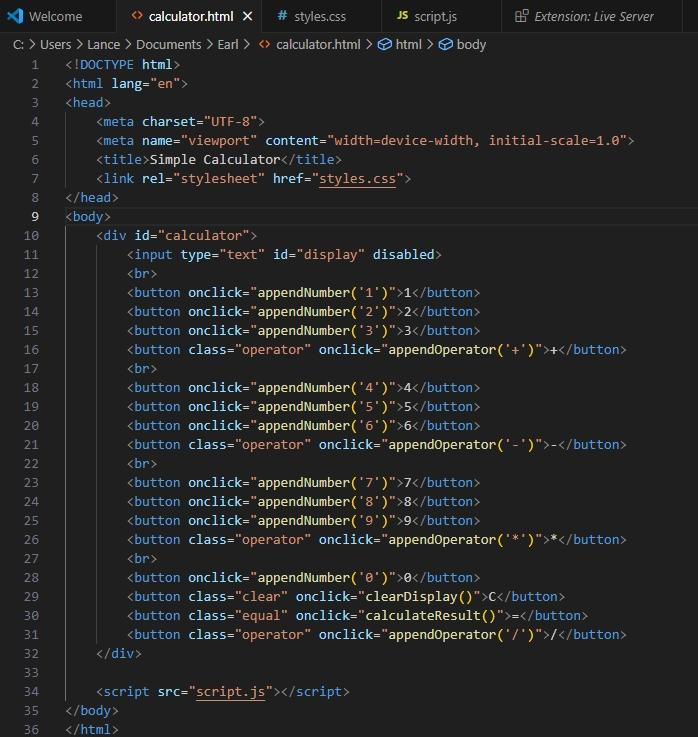 Welcome calculator.html styles.css JS script.js Extension: Live Server
C: > Users > Lance > Documents > Earl > calculator.html > html > body
1 <!DOCTYPE html>
2 <html lang="en">
3 <head>
4 <meta charset="UTF-8">
5 <meta name="viewport" content="width=device-width, initial-scale=1.0">
6 <title>Simple Calculator</title>
7 <link rel="stylesheet" href="styles.css">
8 </head>
9 <body>
10 <div id="calculator">
11 <input type="text" id="display" disabled>
12 <br>
13 <button onclick="appendNumber('1')">1</button>
14 <button onclick="appendNumber('2')">2</button>
15 <button onclick="appendNumber('3')">3</button>
16 <button class="operator" onclick="appendOperator('+')">+</button>
17 <br>
18 <button onclick="appendNumber('4')">4</button>
19 <button onclick="appendNumber('5')">5</button>
20 <button onclick="appendNumber('6')">6</button>
21 <button class="operator" onclick="appendOperator('-')">-</button>
22 <br>
23 <button onclick="appendNumber('7')">7</button>
24 <button onclick="appendNumber('8')">8</button>
25 <button onclick="appendNumber('9')">9</button>
26 <button class="operator" onclick="appendOperator('*')">*</button>
27 <br>
28 <button onclick="appendNumber('0')">0</button>
29 <button class="clear" onclick="clearDisplay()">C</button>
30 <button class="equal" onclick="calculateResult()">=</button>
31 <button class="operator" onclick="appendOperator('/')">/</button>
32 </div>
33
34 <script src="script.js"></script>
35 </body>
36 </html>